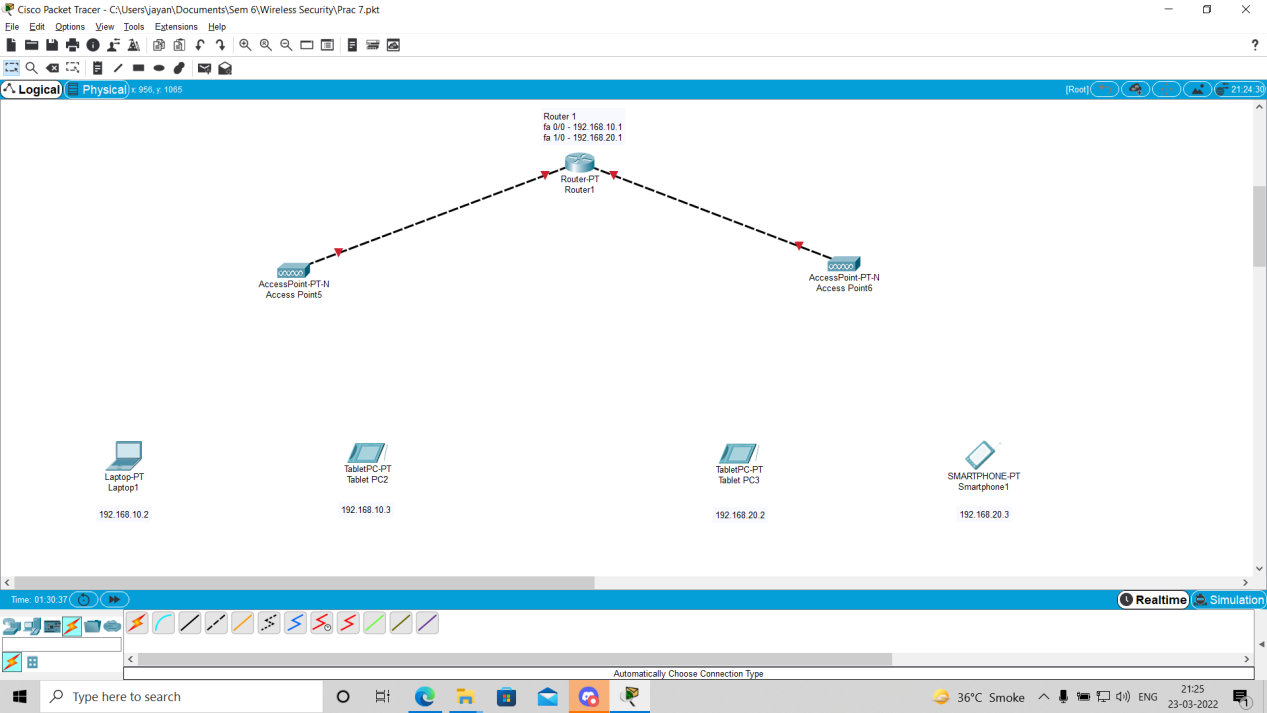 Cisco Packet Tracer - C:\Users\jayan\Documents\Sem 6\Wireless Security\Prac 7.pkt
File Edit Options View Tools Extensions Help
?
Logical Physical x: 956, y: 1065 [Root] 21:24:30
Router 1
fa 0/0 - 192.168.10.1
fa 1/0 - 192.168.20.1
Router-PT
Router1
AccessPoint-PT-N
Access Point5
AccessPoint-PT-N
Access Point6
Laptop-PT
Laptop1
192.168.10.2
TabletPC-PT
Tablet PC2
192.168.10.3
TabletPC-PT
Tablet PC3
192.168.20.2
SMARTPHONE-PT
Smartphone1
192.168.20.3
Time: 01:30:37 Realtime Simulation
Automatically Choose Connection Type
Type here to search 36°C Smoke ENG 21:25
23-03-2022 1